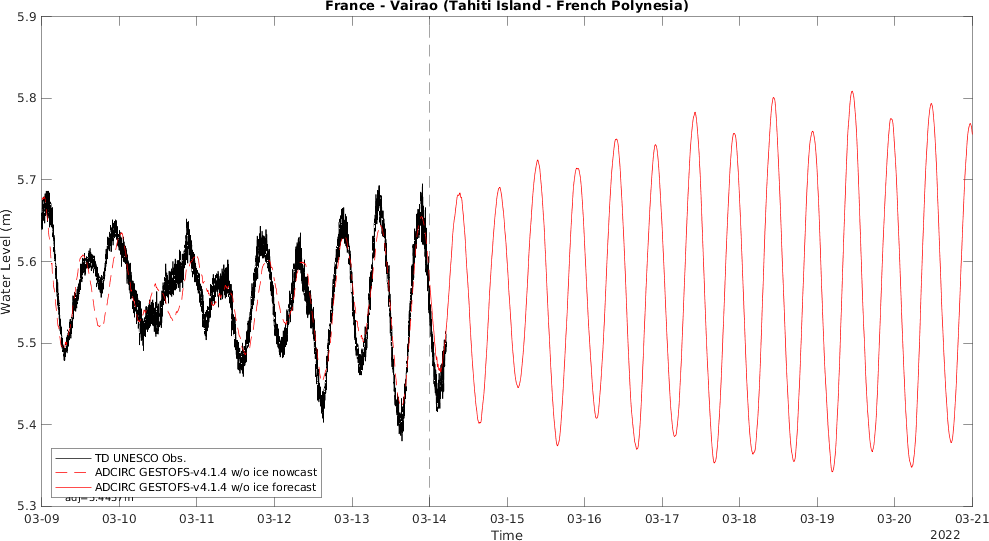 France - Vairao (Tahiti Island - French Polynesia)
5.9
5.8
5.7
5.6
5.5
5.4
5.3
Water Level (m)
TD UNESCO Obs.
ADCIRC GESTOFS-v4.1.4 w/o ice nowcast
ADCIRC GESTOFS-v4.1.4 w/o ice forecast
03-09 03-10 03-11 03-12 03-13 03-14 03-15 03-16 03-17 03-18 03-19 03-20 03-21
Time
2022